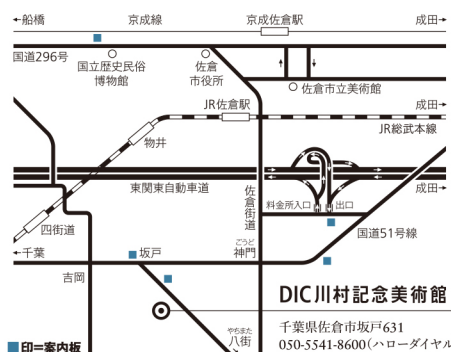 ←船橋 京成線 京成佐倉駅 成田→
国道296号
国立歴史民俗
博物館
佐倉
市役所
佐倉市立美術館
JR佐倉駅 成田→
JR総武本線
物井
東関東自動車道
佐倉街道
料金所入口 出口
成田→
四街道
国道51号線
←千葉
坂戸
こうど
神門
吉岡
DIC川村記念美術館
千葉県佐倉市坂戸631
050-5541-8600(ハローダイヤル
やちまた
八街
■印=案内板